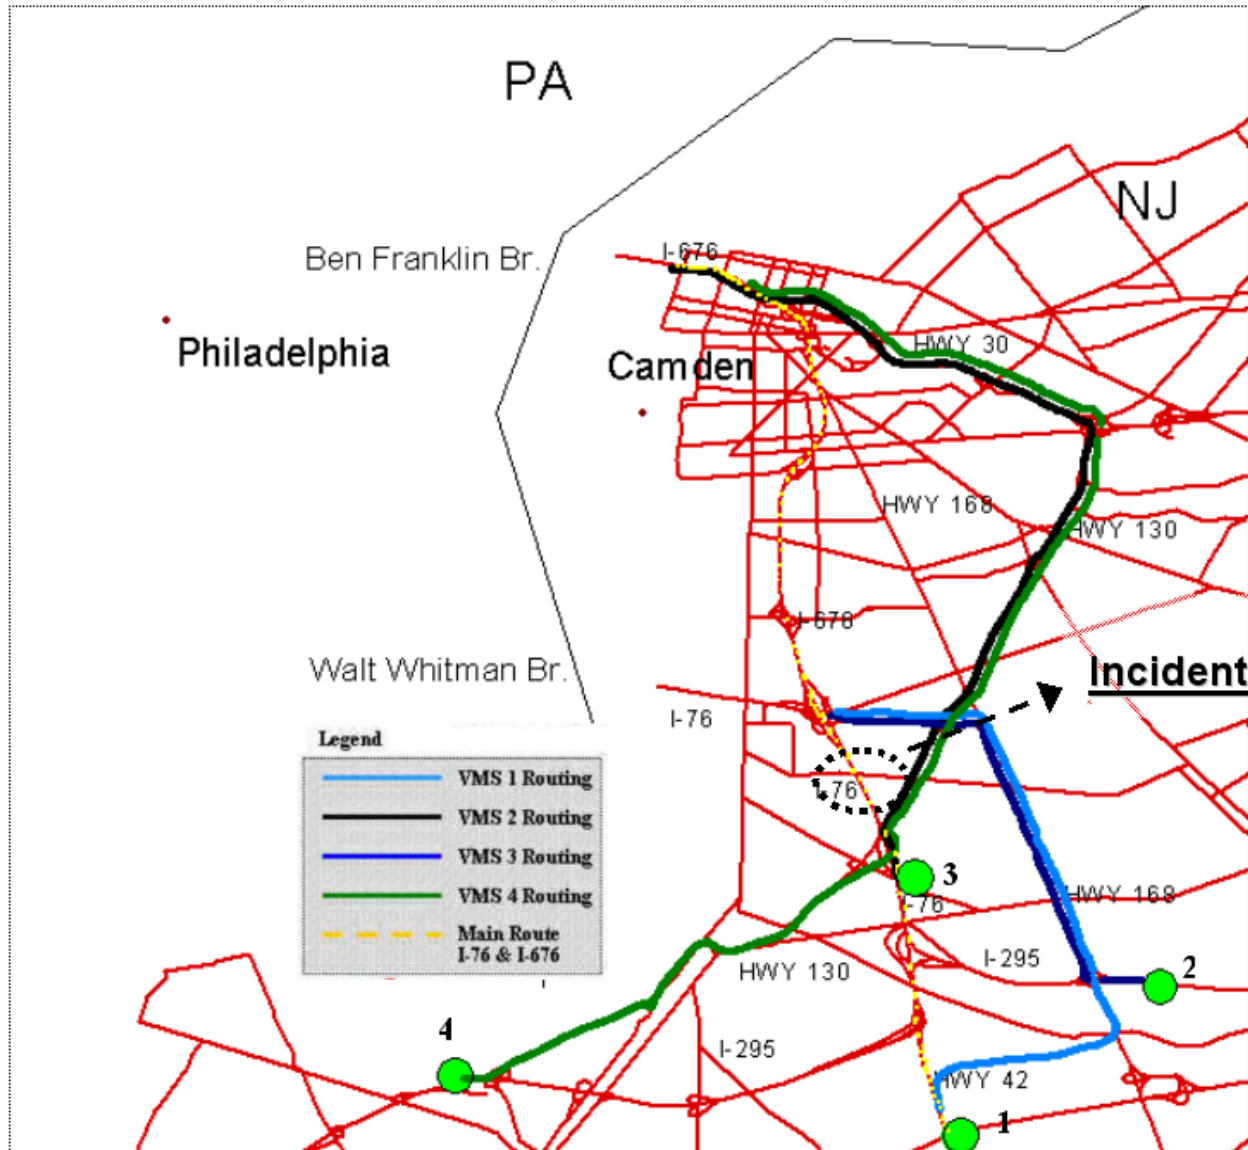 PA
NJ
I-676
Ben Franklin Br.
Philadelphia
HWY 30
Camden
HWY 168
HWY 130
I-676
Walt Whitman Br.
Incident
I-76
I-76
Legend
VMS 1 Routing
VMS 2 Routing
VMS 3 Routing
VMS 4 Routing
Main Route
I-76 & I-676
3
I-76
HWY 168
I-295
2
HWY 130
4
I-295
HWY 42
1